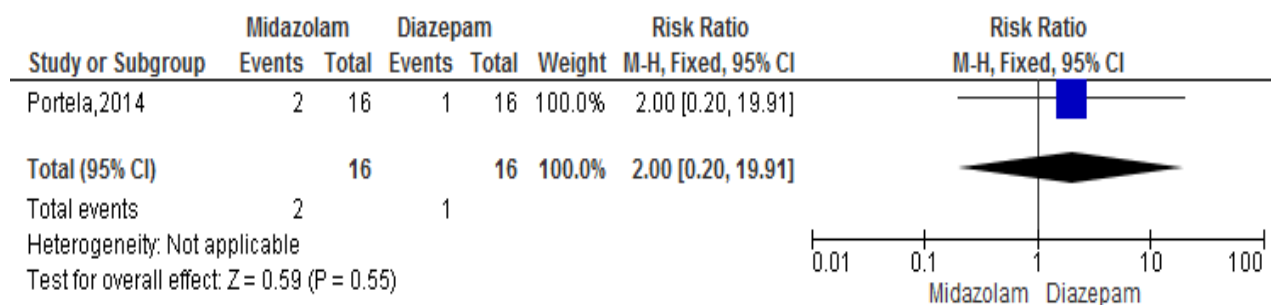 Midazolam Diazepam Risk Ratio Risk Ratio
Study or Subgroup Events Total Events Total Weight M-H, Fixed, 95% CI M-H, Fixed, 95% CI
Portela,2014 2 16 1 16 100.0% 2.00 [0.20, 19.91]
Total (95% CI) 16 16 100.0% 2.00 [0.20, 19.91]
Total events 2 1
Heterogeneity: Not applicable
Test for overall effect: Z = 0.59 (P = 0.55)
0.01 0.1 1 10 100
Midazolam Diazepam